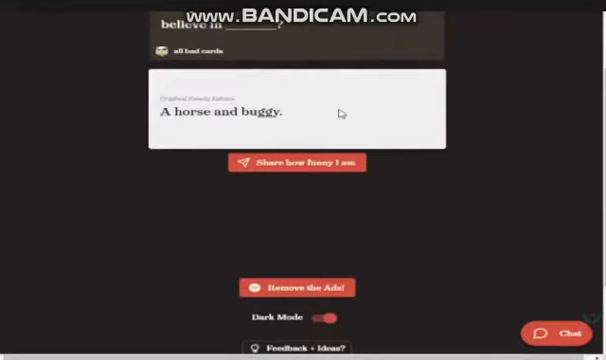 www.BANDICAM.com
believe in ________?
all bad cards
Original Family Edition
A horse and buggy.
Share how funny I am
Remove the Ads!
Dark Mode
Feedback + Ideas?
Chat